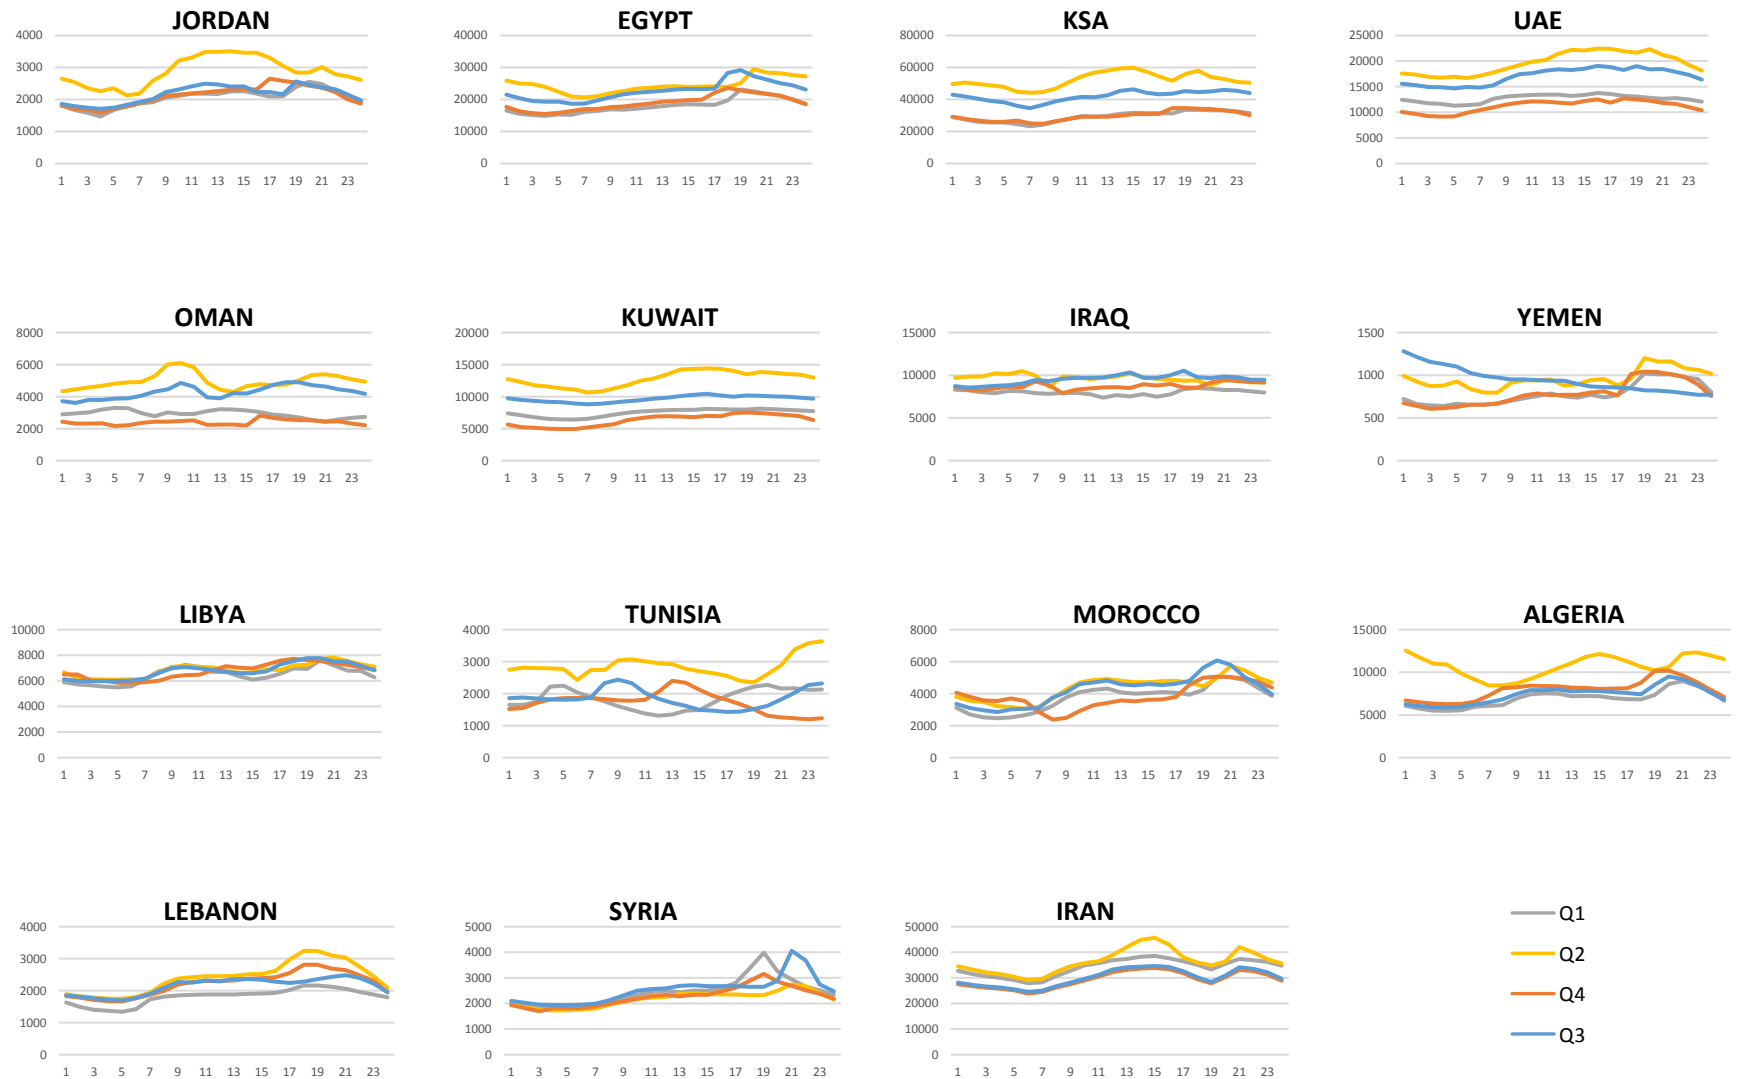 JORDAN
4000
3000
2000
1000
0
1 3 5 7 9 11 13 15 17 19 21 23
EGYPT
40000
30000
20000
10000
0
1 3 5 7 9 11 13 15 17 19 21 23
KSA
80000
60000
40000
20000
0
1 3 5 7 9 11 13 15 17 19 21 23
UAE
25000
20000
15000
10000
5000
0
1 3 5 7 9 11 13 15 17 19 21 23
OMAN
8000
6000
4000
2000
0
1 3 5 7 9 11 13 15 17 19 21 23
KUWAIT
20000
15000
10000
5000
0
1 3 5 7 9 11 13 15 17 19 21 23
IRAQ
15000
10000
5000
0
1 3 5 7 9 11 13 15 17 19 21 23
YEMEN
1500
1000
500
0
1 3 5 7 9 11 13 15 17 19 21 23
LIBYA
10000
8000
6000
4000
2000
0
1 3 5 7 9 11 13 15 17 19 21 23
TUNISIA
4000
3000
2000
1000
0
1 3 5 7 9 11 13 15 17 19 21 23
MOROCCO
8000
6000
4000
2000
0
1 3 5 7 9 11 13 15 17 19 21 23
ALGERIA
15000
10000
5000
0
1 3 5 7 9 11 13 15 17 19 21 23
LEBANON
4000
3000
2000
1000
0
1 3 5 7 9 11 13 15 17 19 21 23
SYRIA
5000
4000
3000
2000
1000
0
1 3 5 7 9 11 13 15 17 19 21 23
IRAN
50000
40000
30000
20000
10000
0
1 3 5 7 9 11 13 15 17 19 21 23
Q1
Q2
Q4
Q3